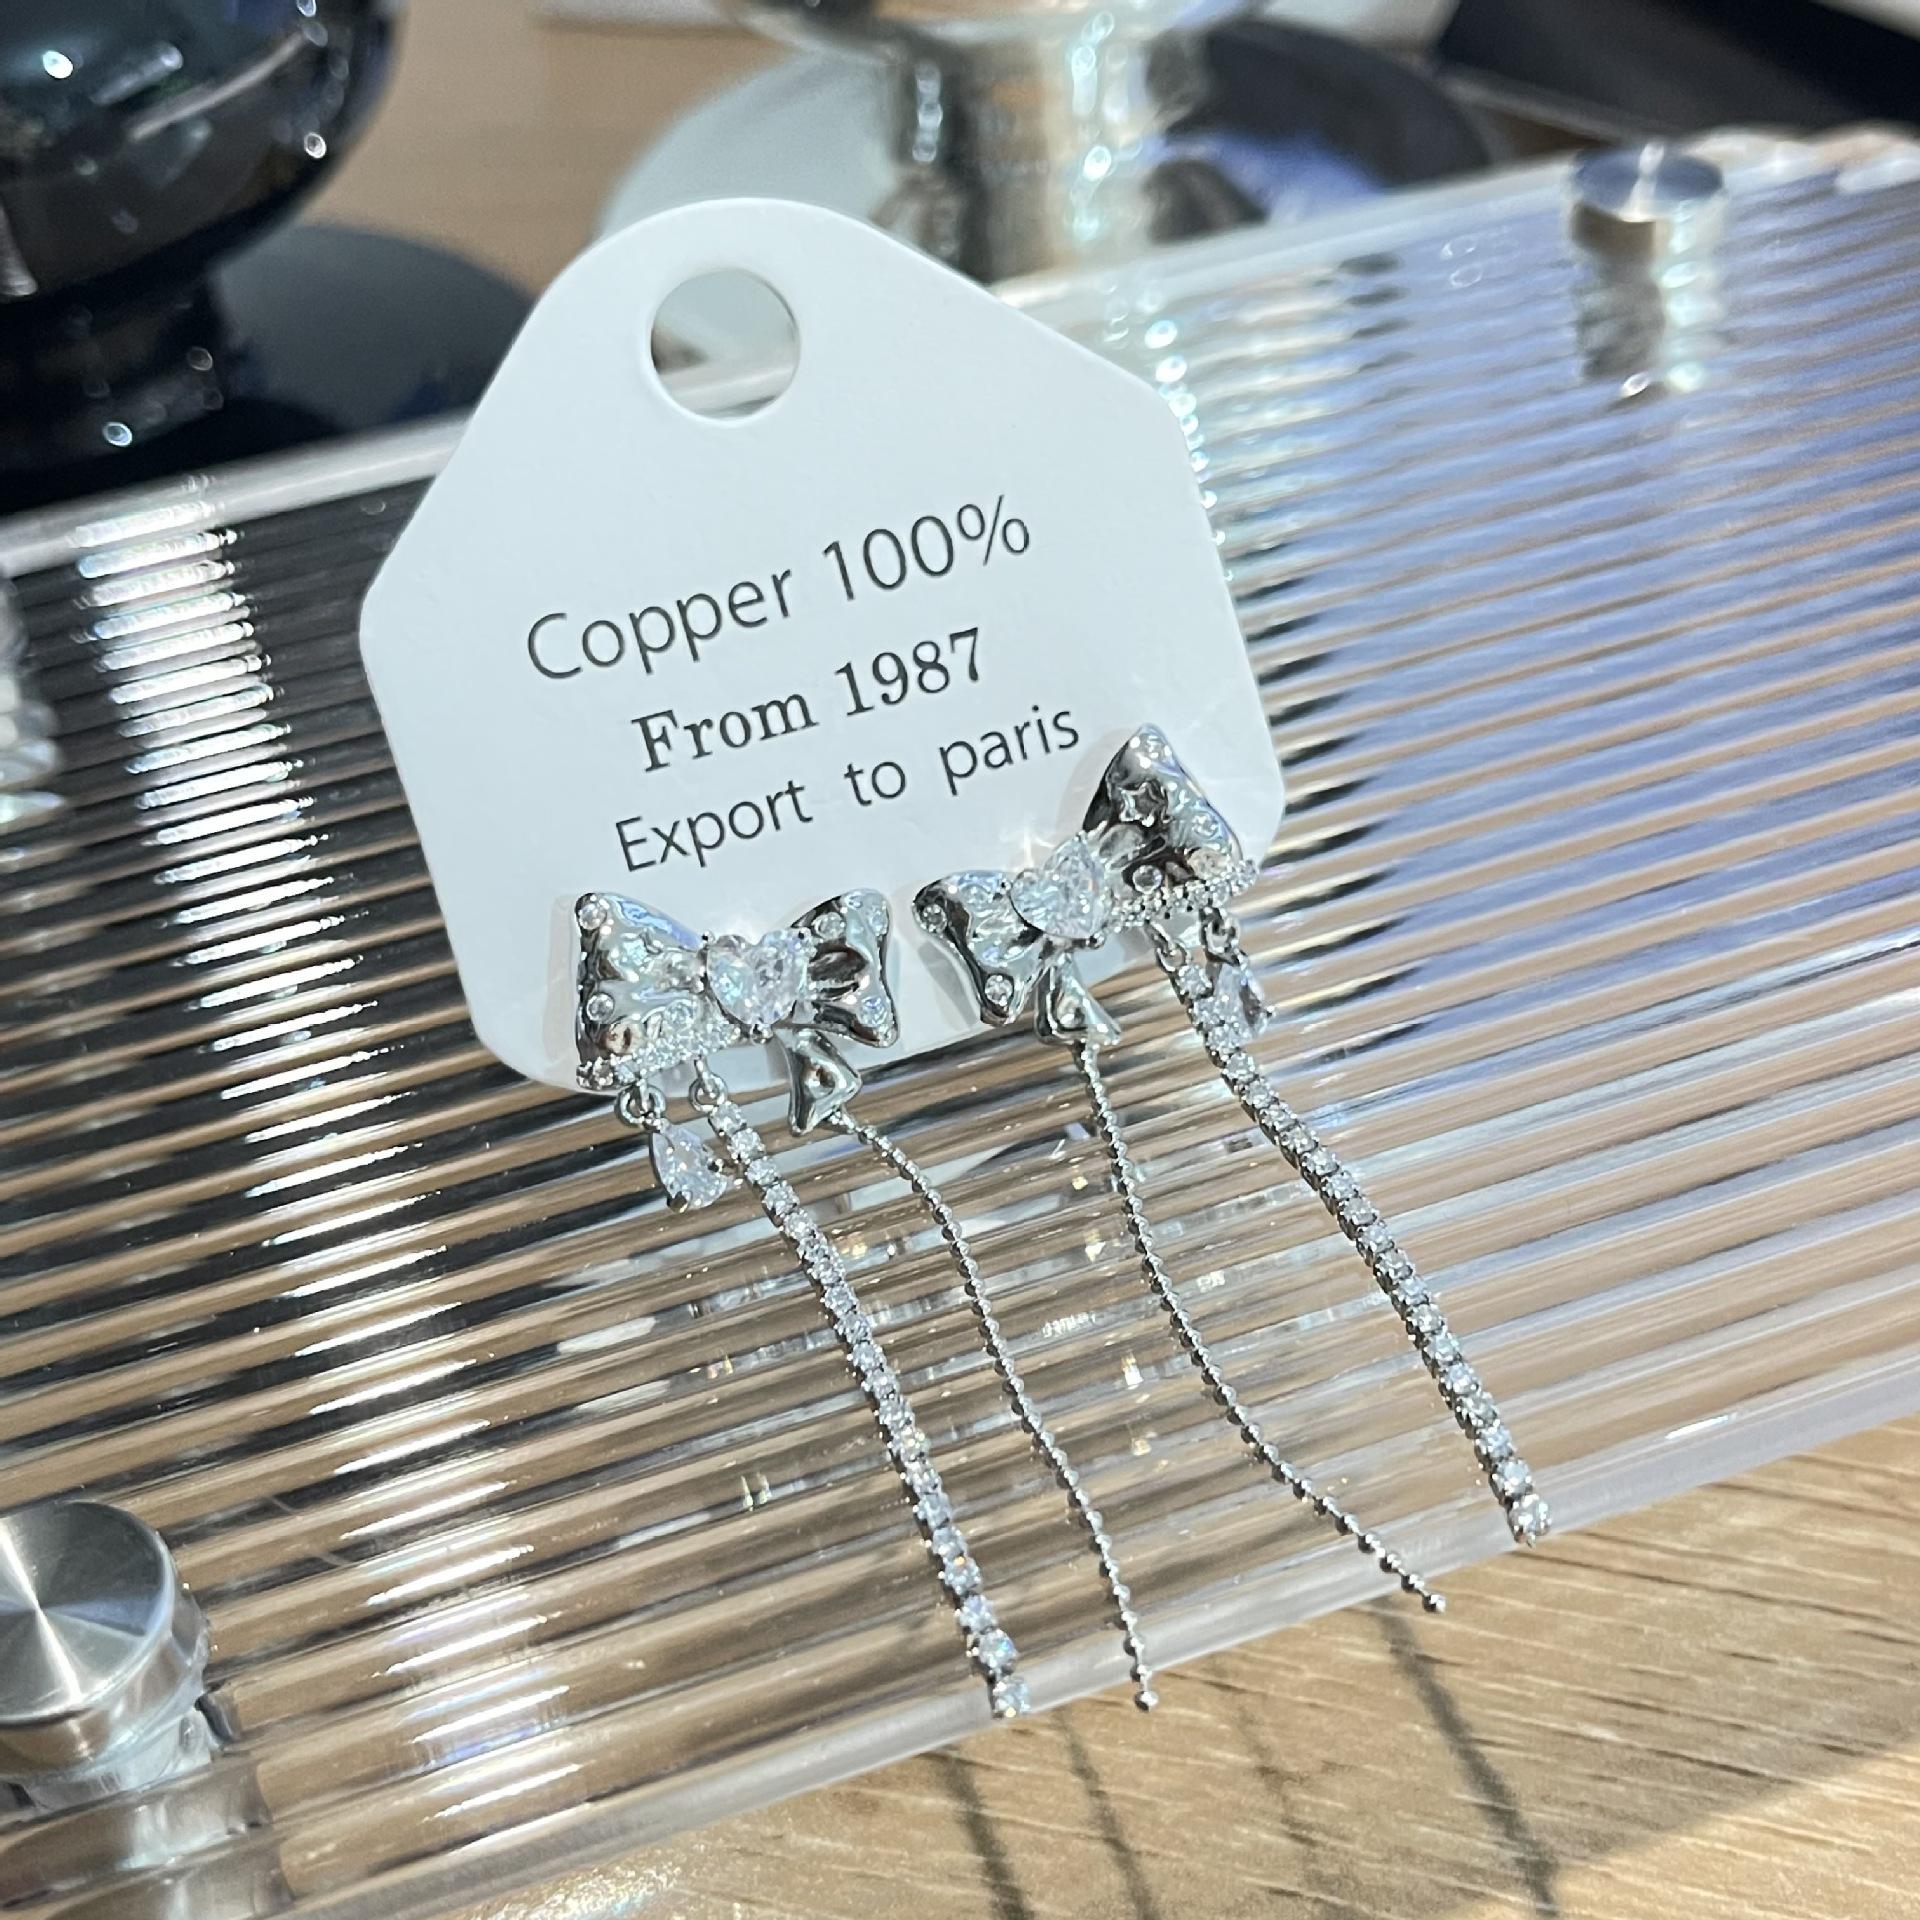 Copper 100%
From 1987
Export to paris